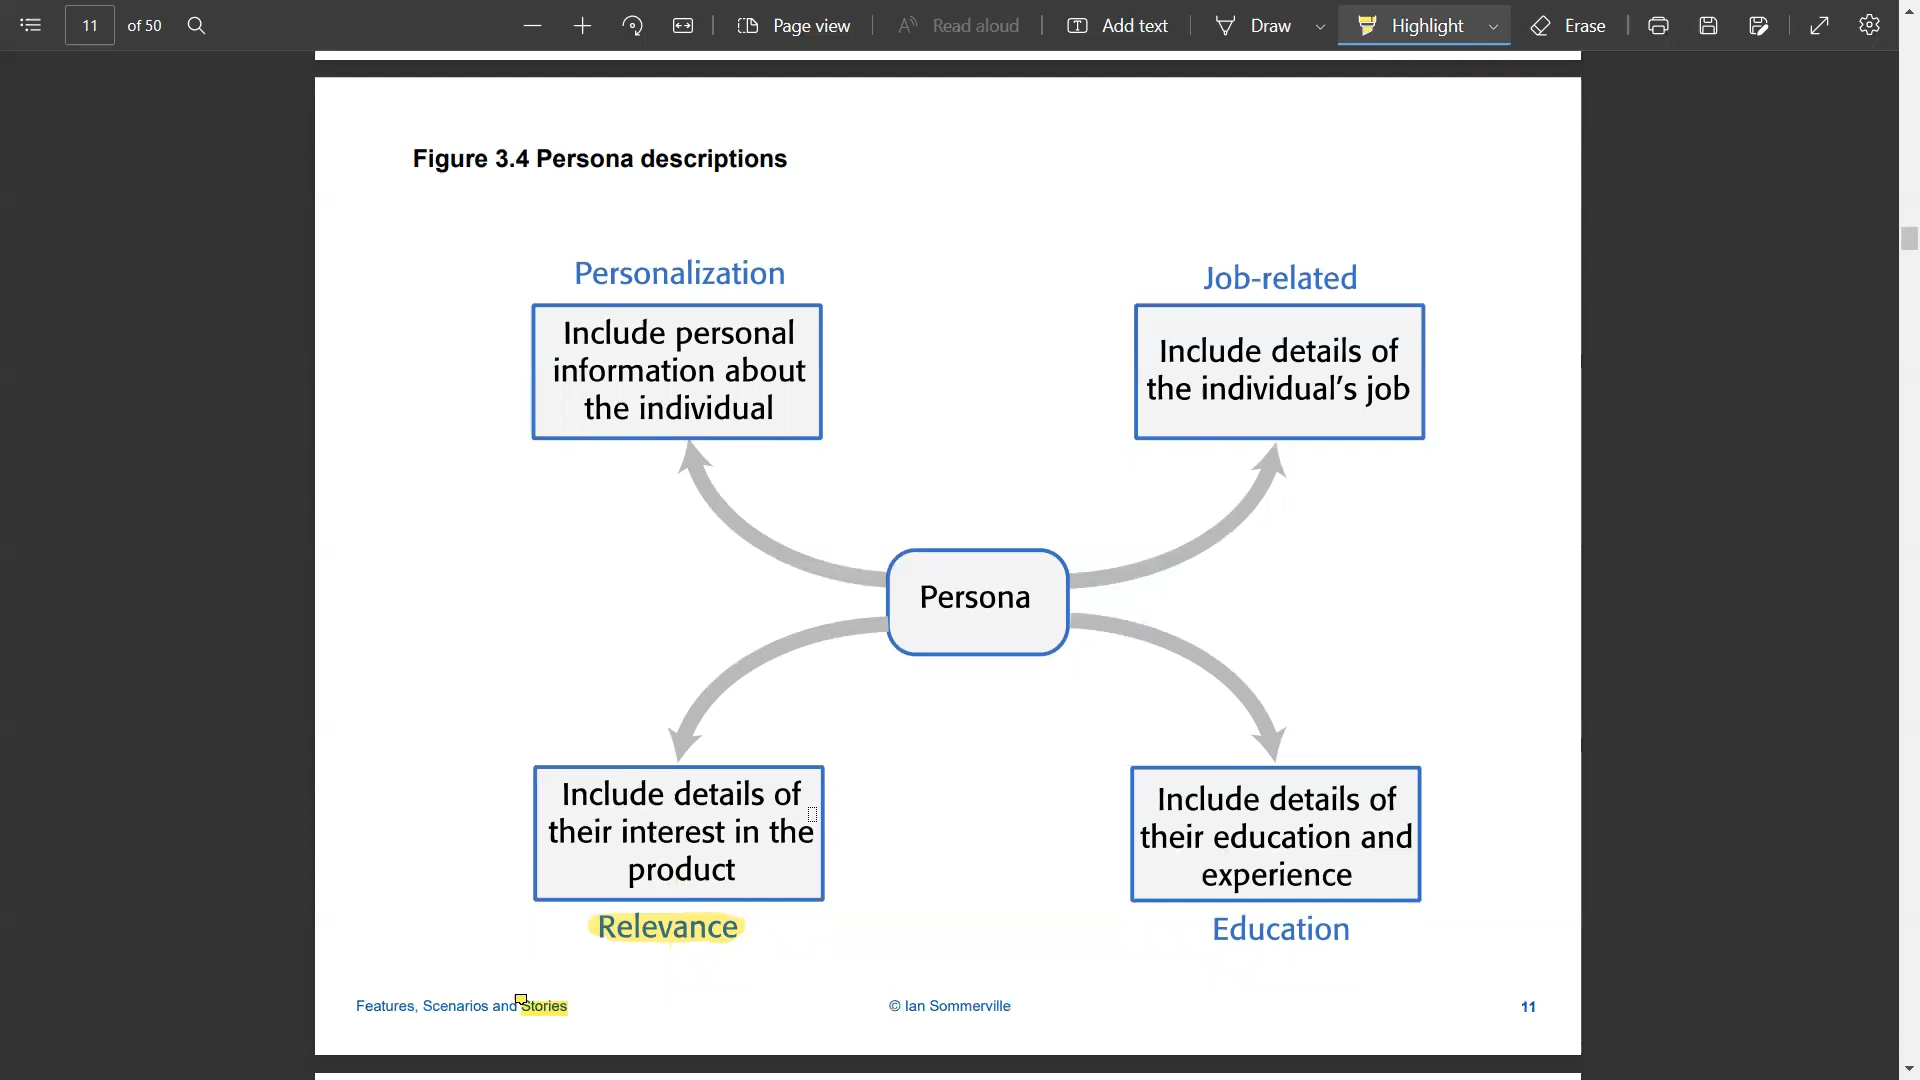 11 of 50 Page view Read aloud Add text Draw Highlight Erase
Figure 3.4 Persona descriptions
Personalization
Include personal
information about
the individual
Job-related
Include details of
the individual's job
Persona
Include details of
their interest in the
product
Relevance
Include details of
their education and
experience
Education
Features, Scenarios and Stories
© Ian Sommerville
11